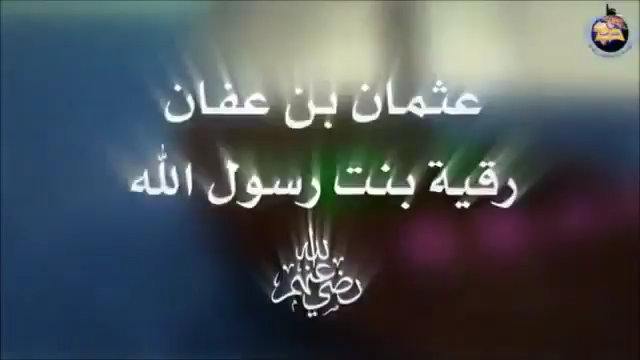 عثمان بن عفان
رقية بنت رسول الله
رضي الله عنهم